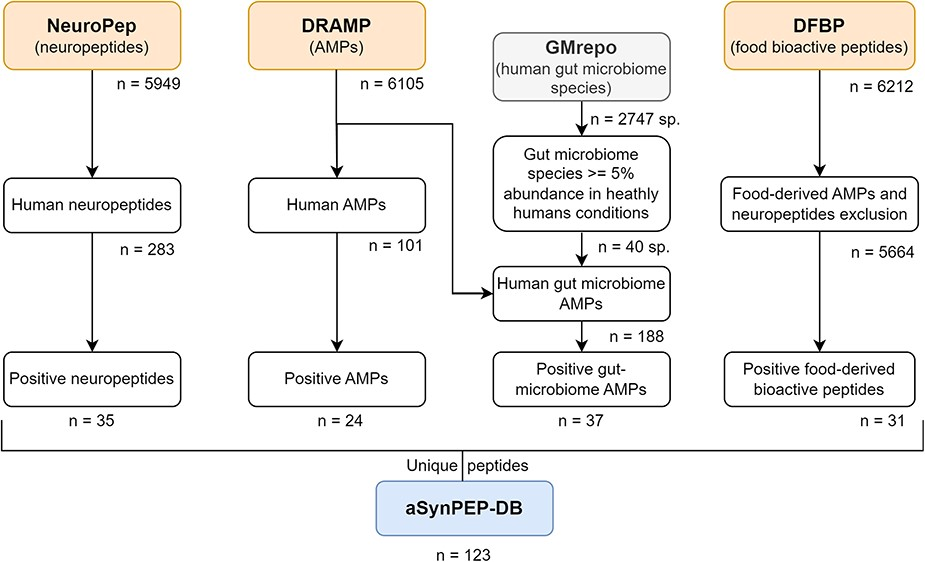 NeuroPep
(neuropeptides)
n = 5949
Human neuropeptides
n = 283
Positive neuropeptides
n = 35
DRAMP
(AMPs)
n = 6105
Human AMPs
n = 101
Positive AMPs
n = 24
GMrepo
(human gut microbiome
species)
n = 2747 sp.
Gut microbiome
species >= 5%
abundance in heathly
humans conditions
n = 40 sp.
Human gut microbiome
AMPs
n = 188
Positive gut-
microbiome AMPs
n = 37
DFBP
(food bioactive peptides)
n = 6212
Food-derived AMPs and
neuropeptides exclusion
n = 5664
Positive food-derived
bioactive peptides
n = 31
Unique peptides
aSynPEP-DB
n = 123